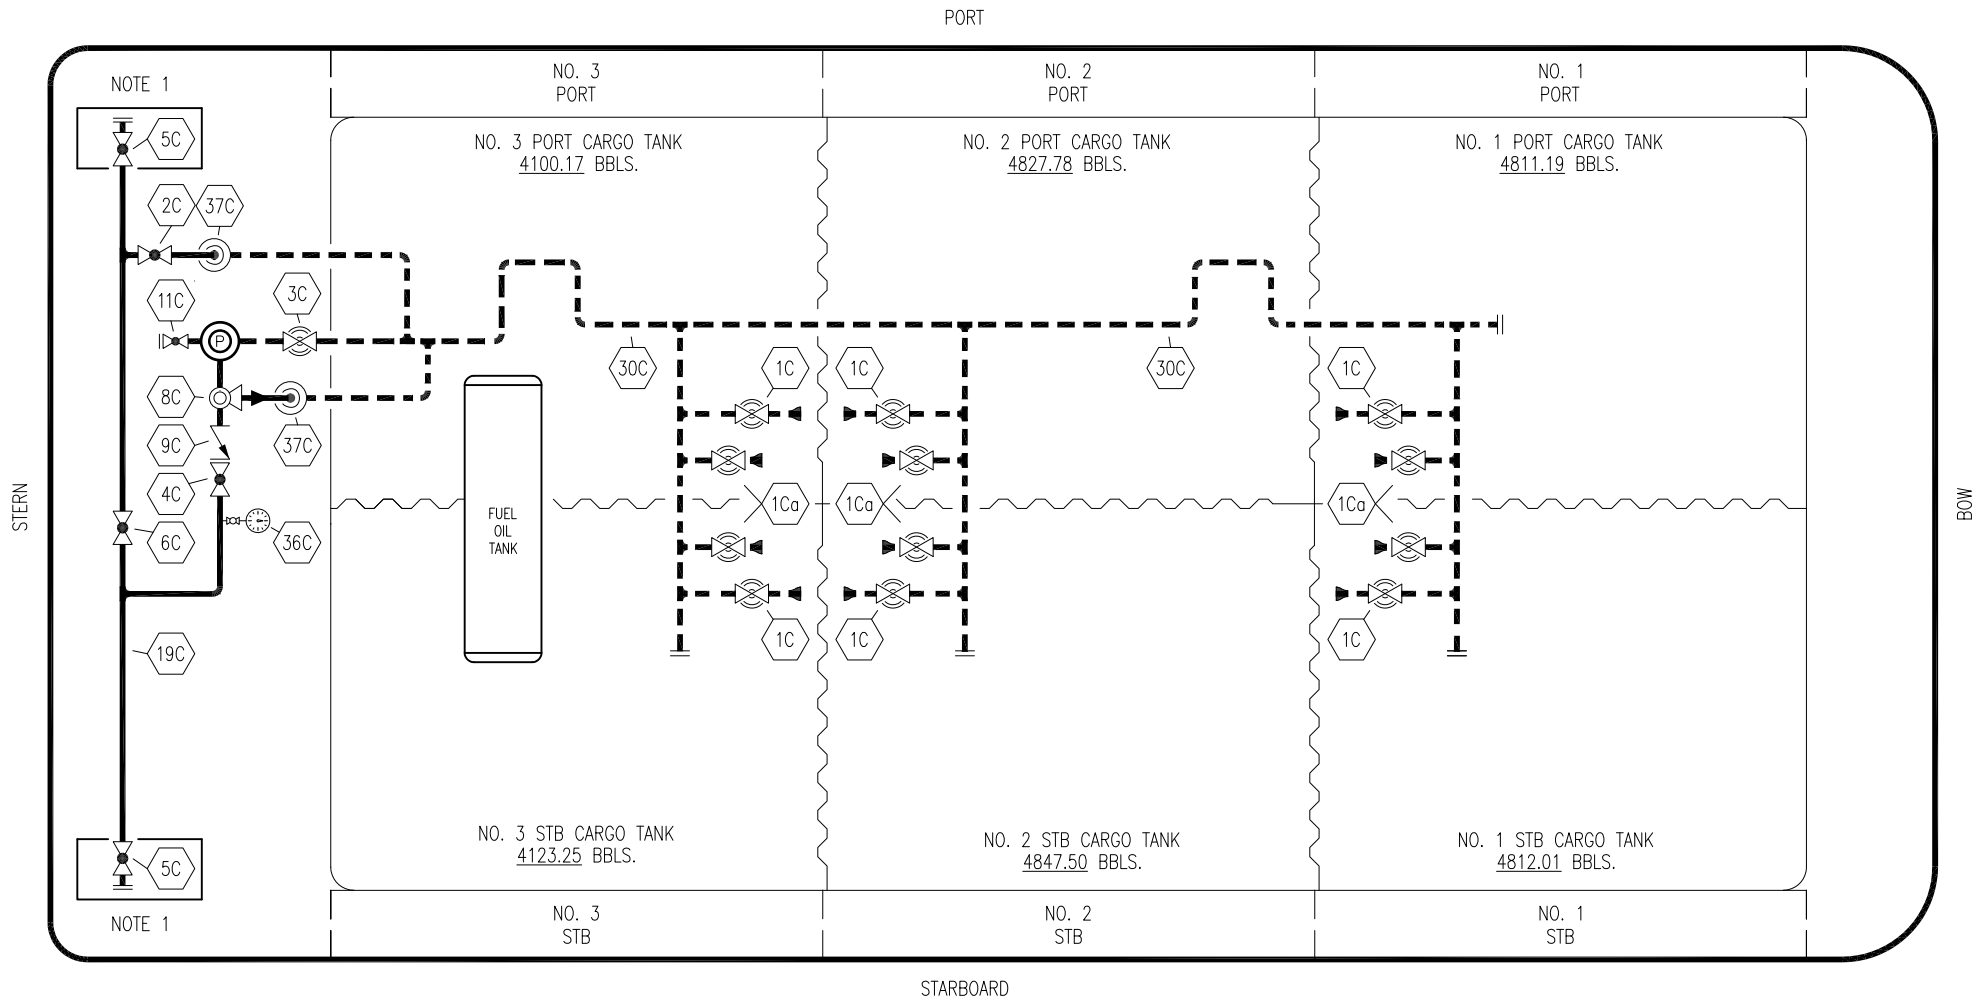 PORT
NO. 3
PORT
NO. 2
PORT
NO. 1
PORT
NOTE 1
5C
NO. 3 PORT CARGO TANK
4100.17 BBLS.
NO. 2 PORT CARGO TANK
4827.78 BBLS.
NO. 1 PORT CARGO TANK
4811.19 BBLS.
2C
37C
11C
3C
P
30C
30C
1C
1C
1C
8C
9C
37C
4C
6C
36C
STERN
FUEL
OIL
TANK
1Ca
1Ca
1Ca
BOW
19C
1C
1C
1C
NO. 3 STB CARGO TANK
4123.25 BBLS.
NO. 2 STB CARGO TANK
4847.50 BBLS.
NO. 1 STB CARGO TANK
4812.01 BBLS.
5C
NOTE 1
NO. 3
STB
NO. 2
STB
NO. 1
STB
STARBOARD